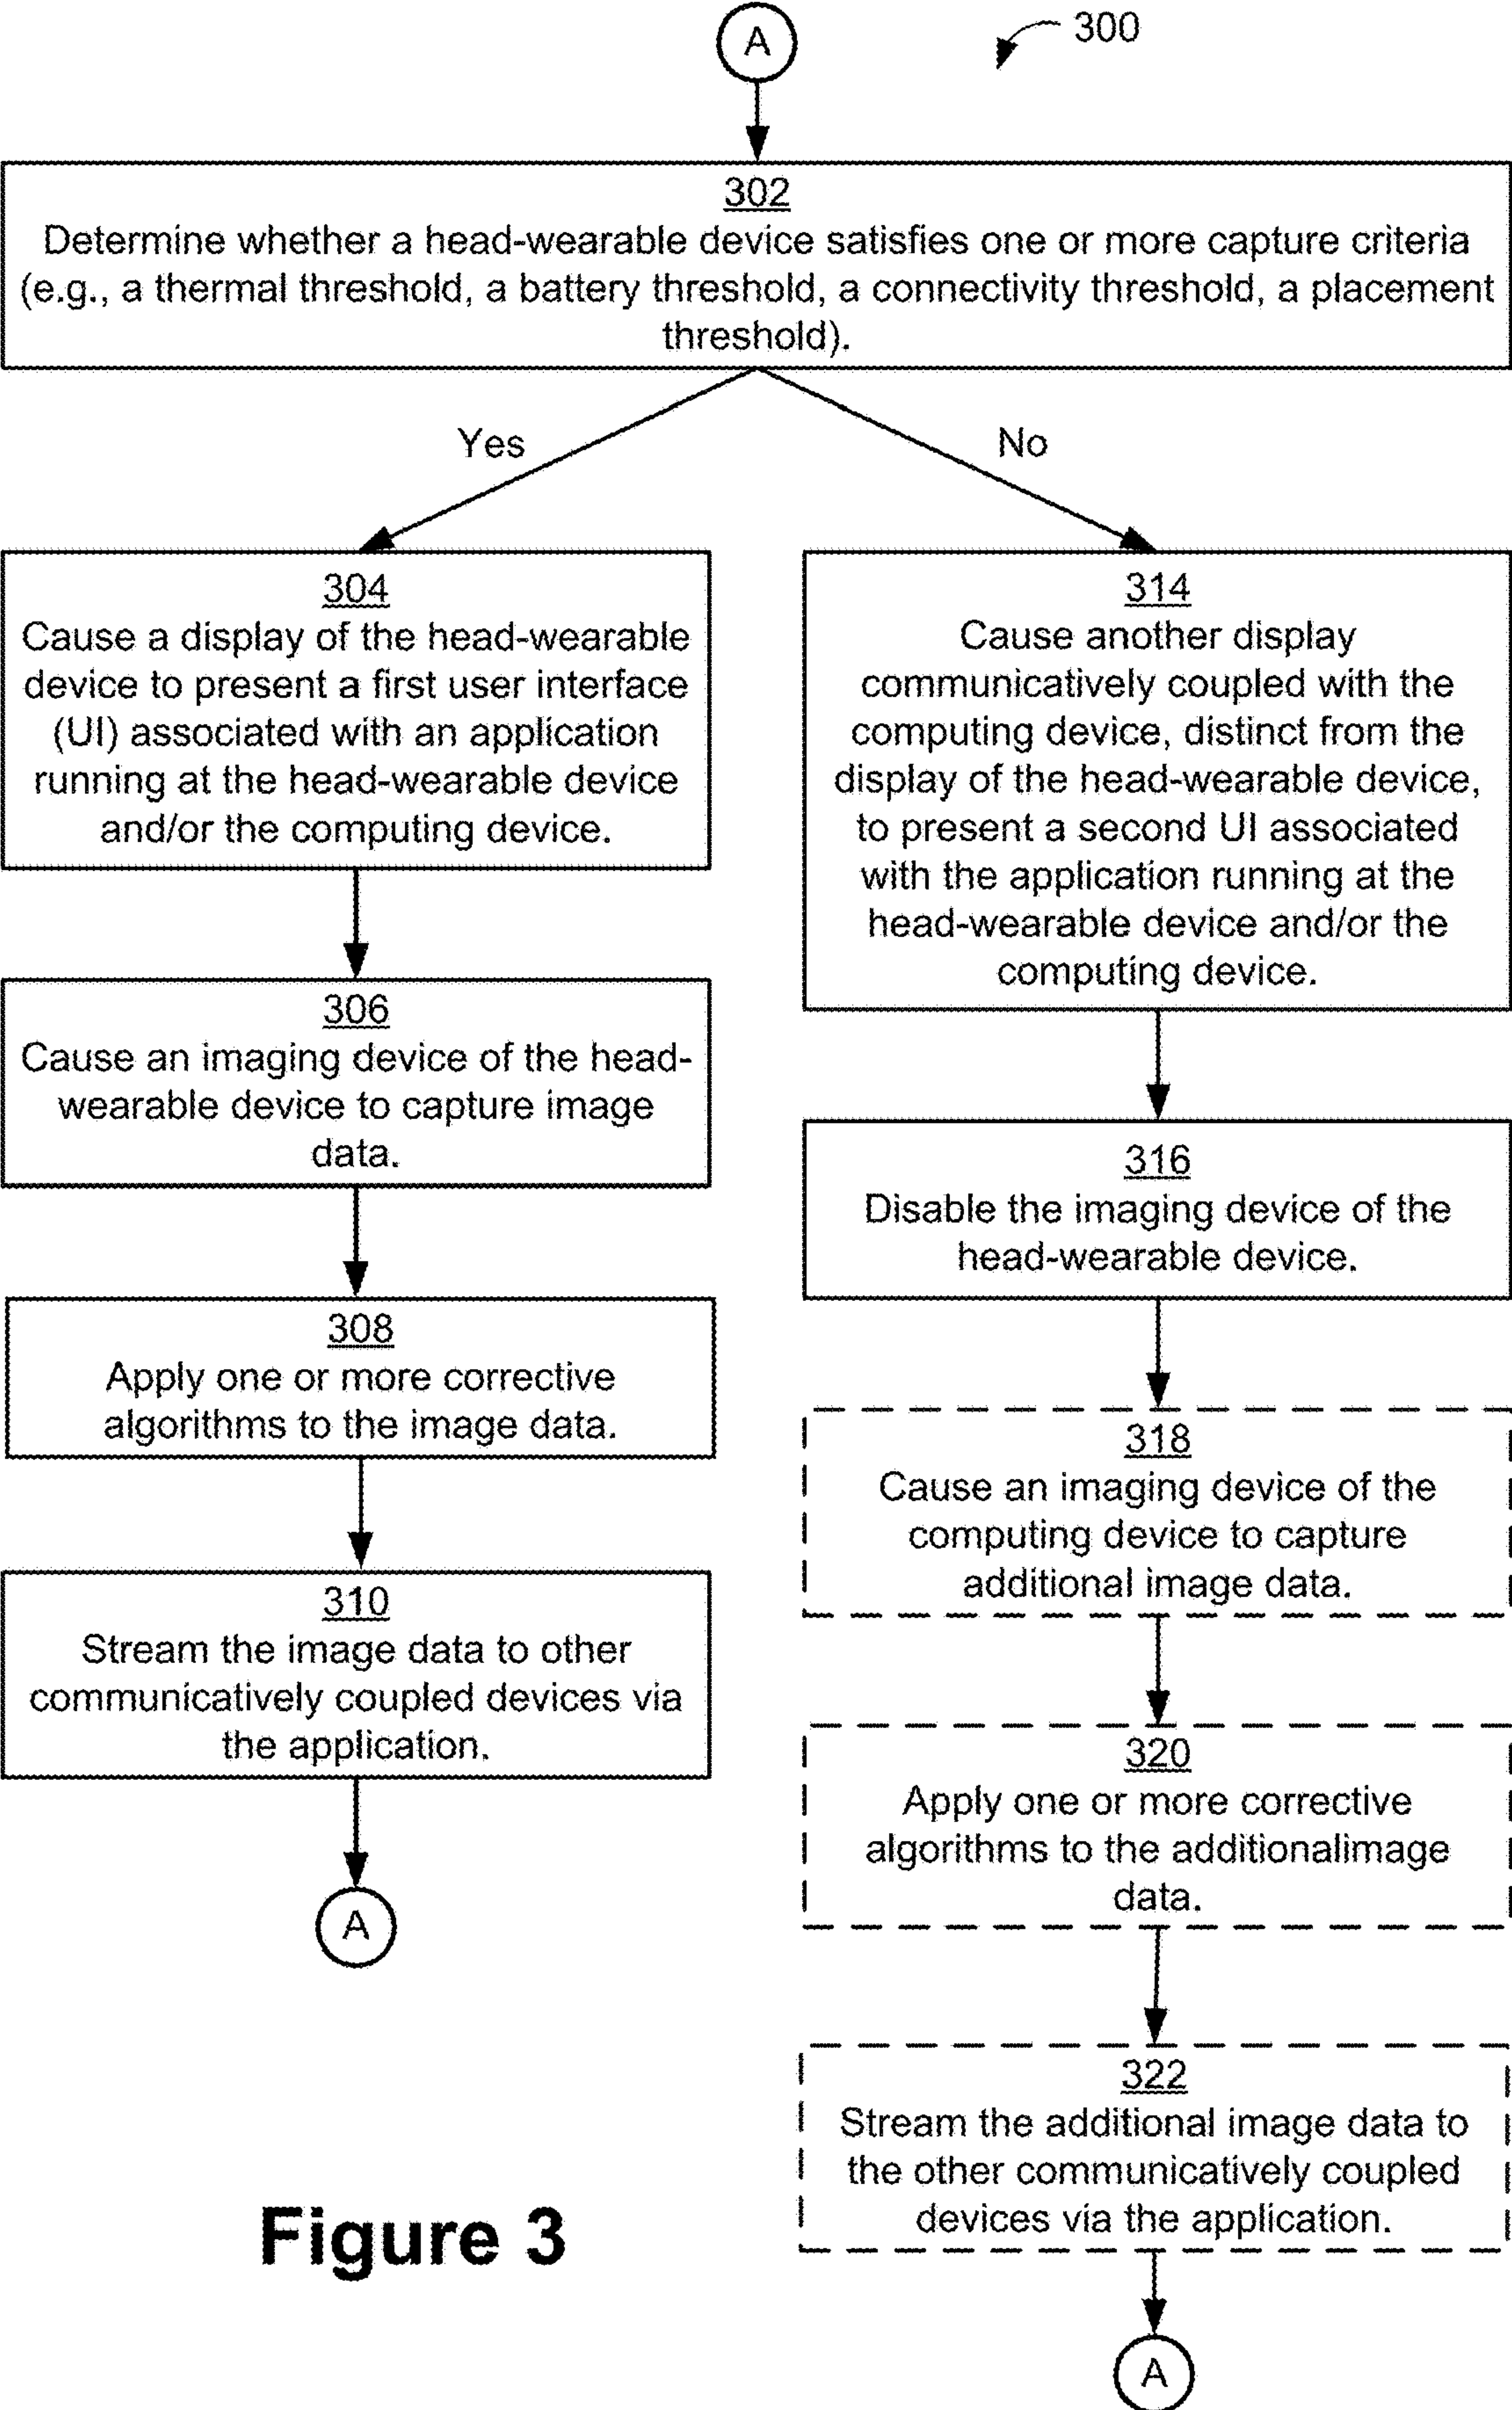 A
300
302
Determine whether a head-wearable device satisfies one or more capture criteria
(e.g., a thermal threshold, a battery threshold, a connectivity threshold, a placement
threshold).
Yes
No
304
Cause a display of the head-wearable
device to present a first user interface
(UI) associated with an application
running at the head-wearable device
and/or the computing device.
306
Cause an imaging device of the head-
wearable device to capture image
data.
308
Apply one or more corrective
algorithms to the image data.
310
Stream the image data to other
communicatively coupled devices via
the application.
A
314
Cause another display
communicatively coupled with the
computing device, distinct from the
display of the head-wearable device,
to present a second UI associated
with the application running at the
head-wearable device and/or the
computing device.
316
Disable the imaging device of the
head-wearable device.
318
Cause an imaging device of the
computing device to capture
additional image data.
320
Apply one or more corrective
algorithms to the additionalimage
data.
322
Stream the additional image data to
the other communicatively coupled
devices via the application.
A
Figure 3